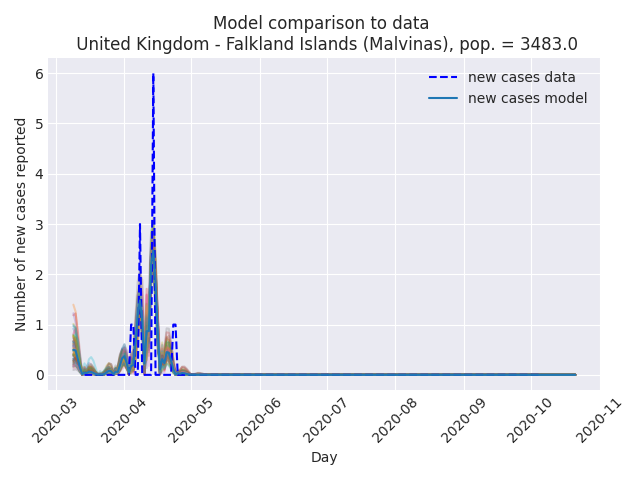 Model comparison to data
United Kingdom - Falkland Islands (Malvinas), pop. = 3483.0
new cases data
new cases model
Number of new cases reported
6
5
4
3
2
1
0
2020-03
2020-04
2020-05
2020-06
2020-07
2020-08
2020-09
2020-10
2020-11
Day